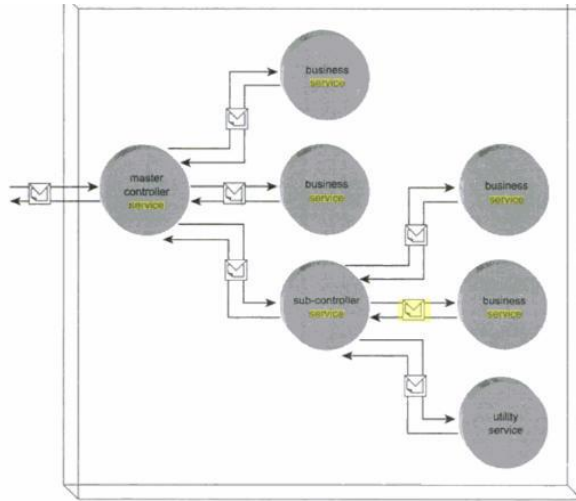 business
service
master
controller
service
business
service
business
service
sub-controller
service
business
service
utility
service